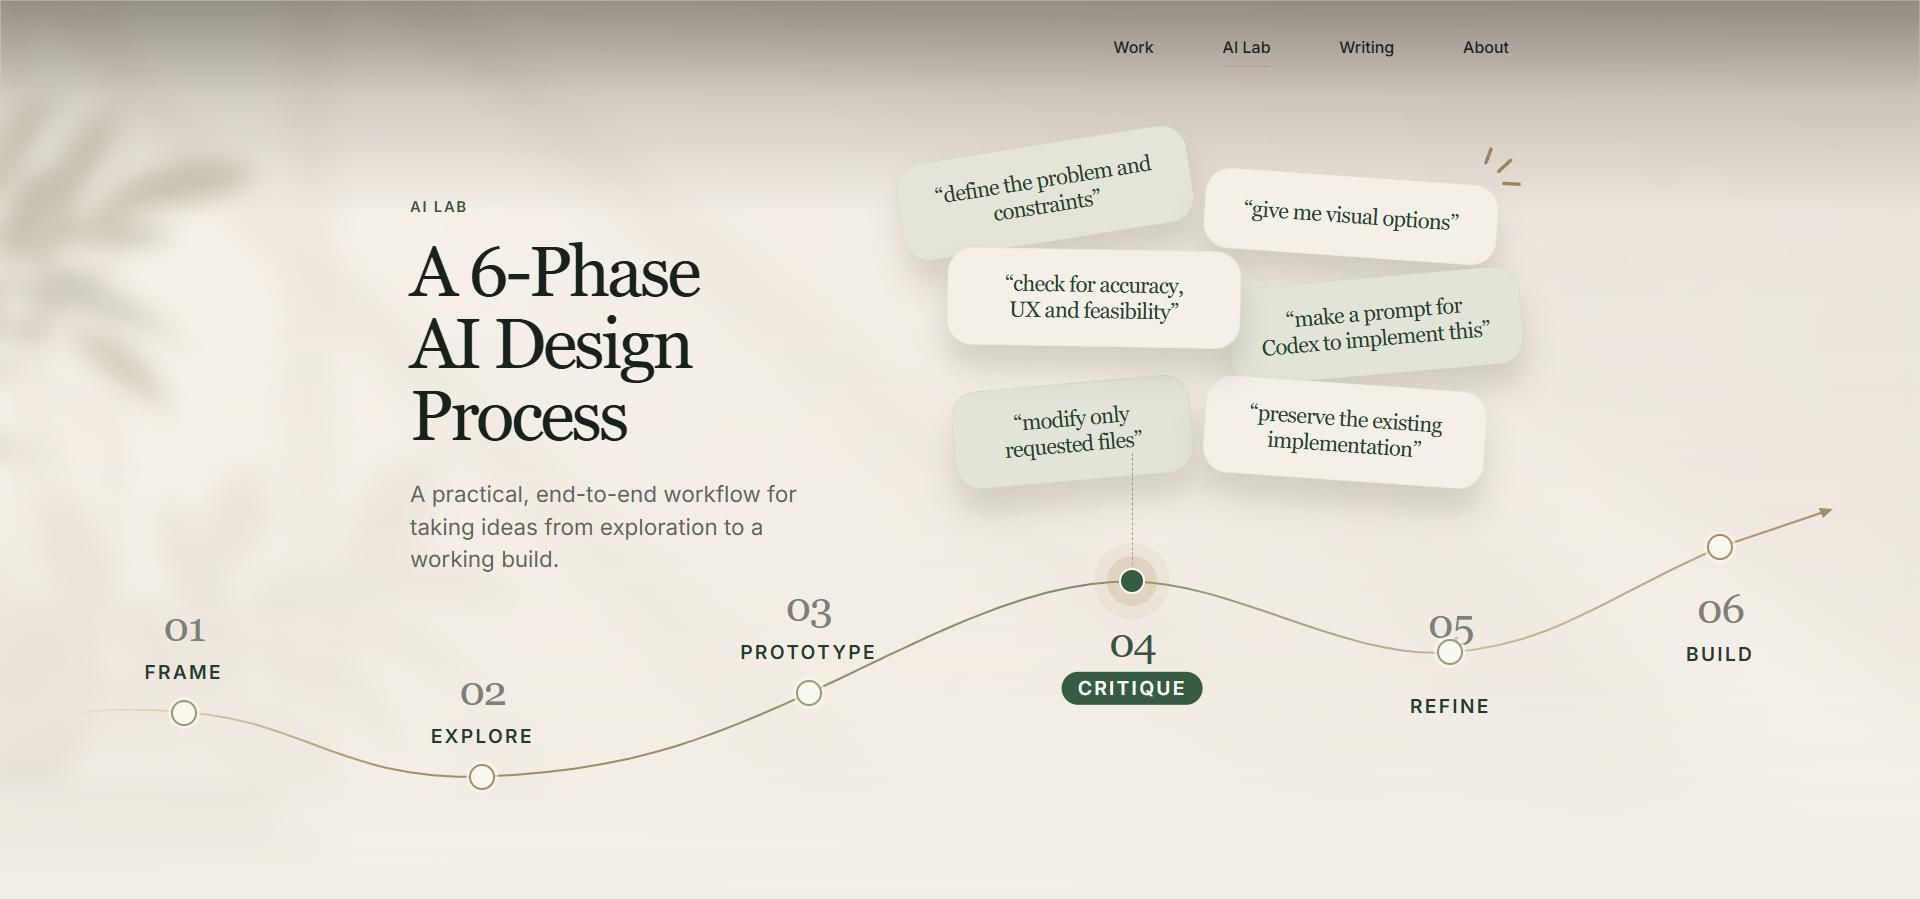 Work
AI Lab
Writing
About
AI LAB
A 6-Phase
AI Design
Process
A practical, end-to-end workflow for
taking ideas from exploration to a
working build.
“define the problem and
constraints”
“give me visual options”
“check for accuracy,
UX and feasibility”
“make a prompt for
Codex to implement this”
“modify only
requested files”
“preserve the existing
implementation”
01
FRAME
02
EXPLORE
03
PROTOTYPE
04
CRITIQUE
05
REFINE
06
BUILD